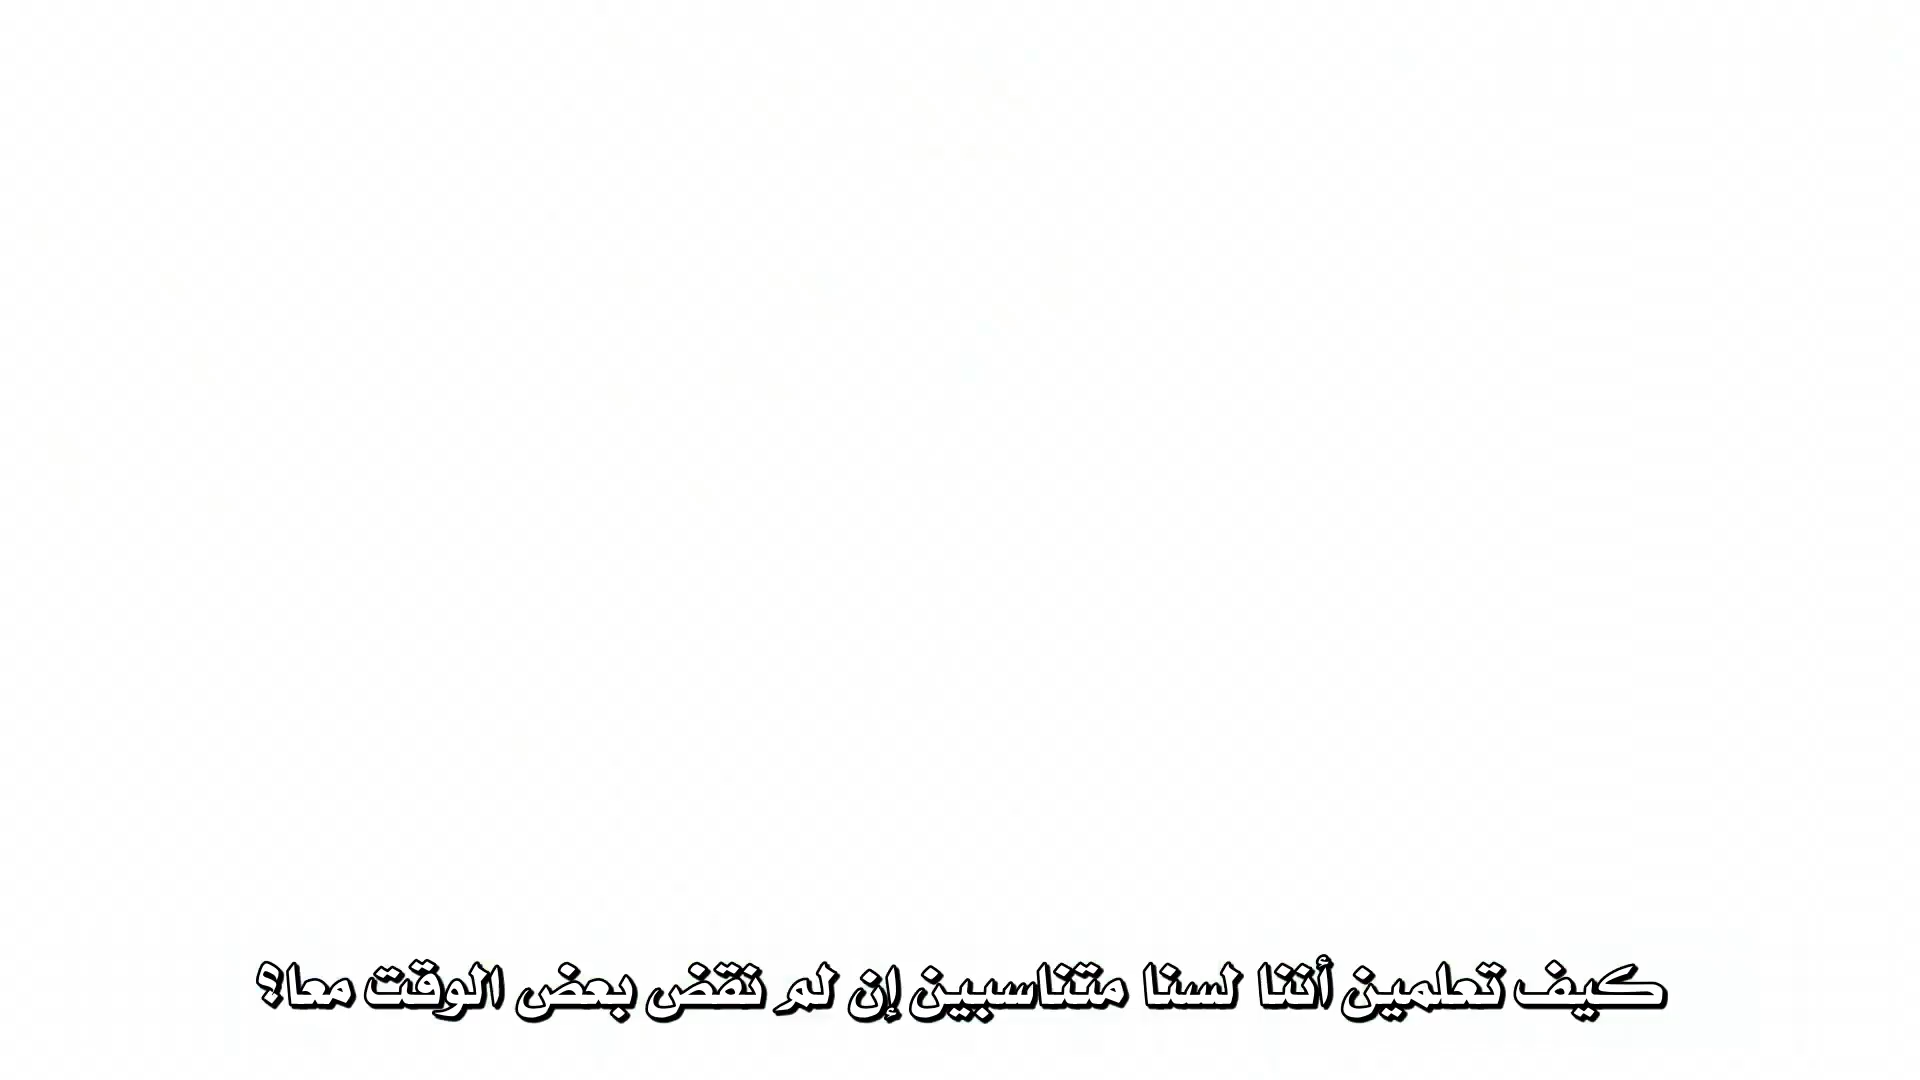 كيف تعلمين أننا لسنا متناسبين إن لم نقض بعض الوقت معا؟